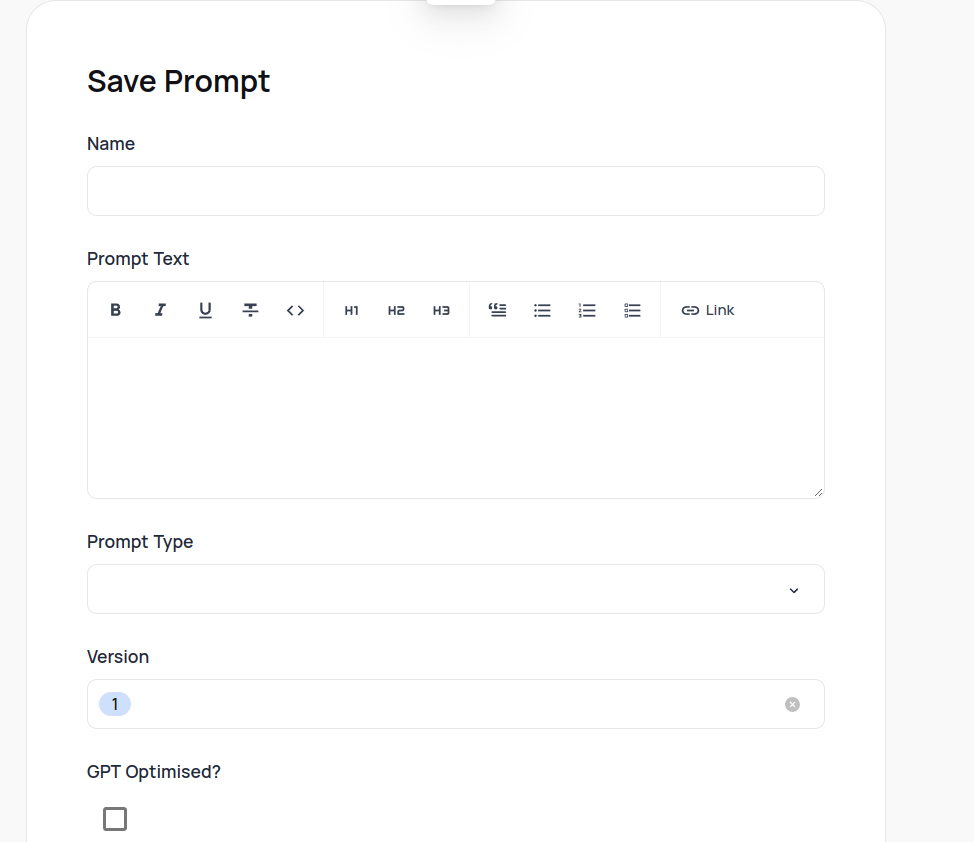 Save Prompt
Name
Prompt Text
B I U H1 H2 H3 Link
Prompt Type
Version
1
GPT Optimised?